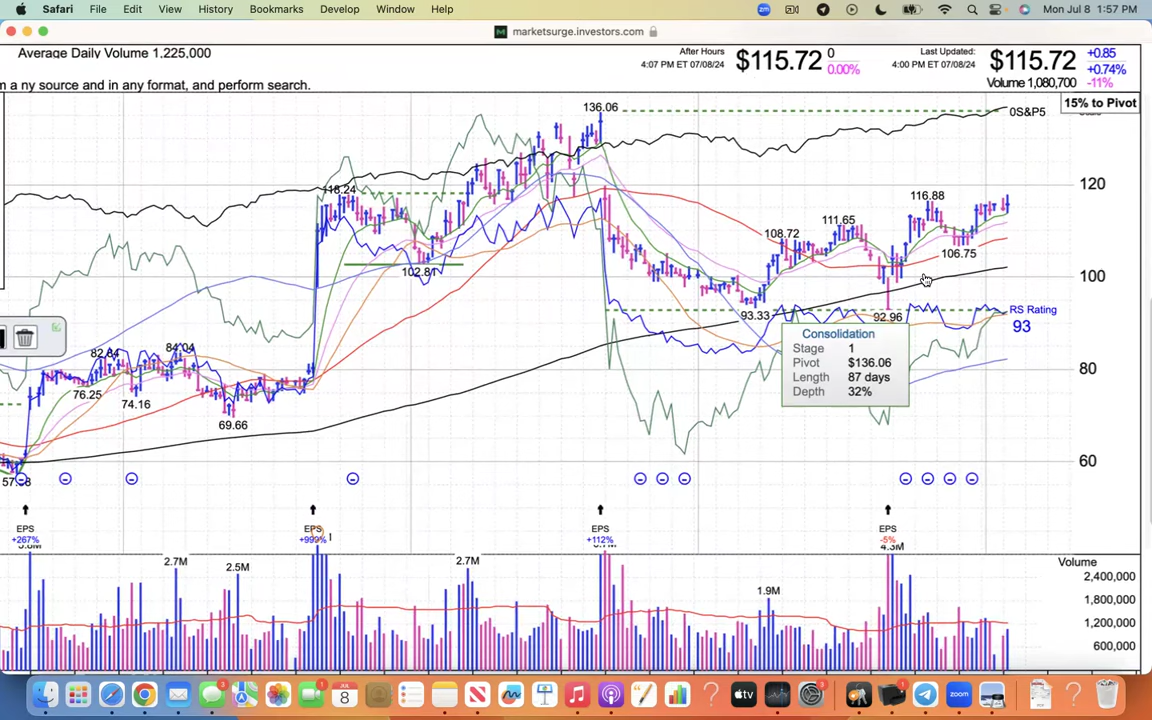 Safari File Edit View History Bookmarks Develop Window Help Mon Jul 8 1:57 PM
marketsurge.investors.com
Average Daily Volume 1,225,000
After Hours
4:07 PM ET 07/08/24
$115.72
0
0.00%
Last Updated:
4:00 PM ET 07/08/24
$115.72
+0.85
+0.74%
Volume 1,080,700 -11%
m a ny source and in any format, and perform search.
15% to Pivot
136.06
0S&P5
120
118.24
116.88
111.65
108.72
106.75
102.81
100
93.33
92.96
RS Rating
93
Consolidation
Stage 1
Pivot $136.06
Length 87 days
Depth 32%
84.04
80
76.25
74.16
69.66
60
EPS
+267%
EPS
EPS
+112%
EPS
-5%
4.3M
2.7M
2.5M
2.7M
1.9M
Volume
2,400,000
1,800,000
1,200,000
600,000
JUL
8
zoom